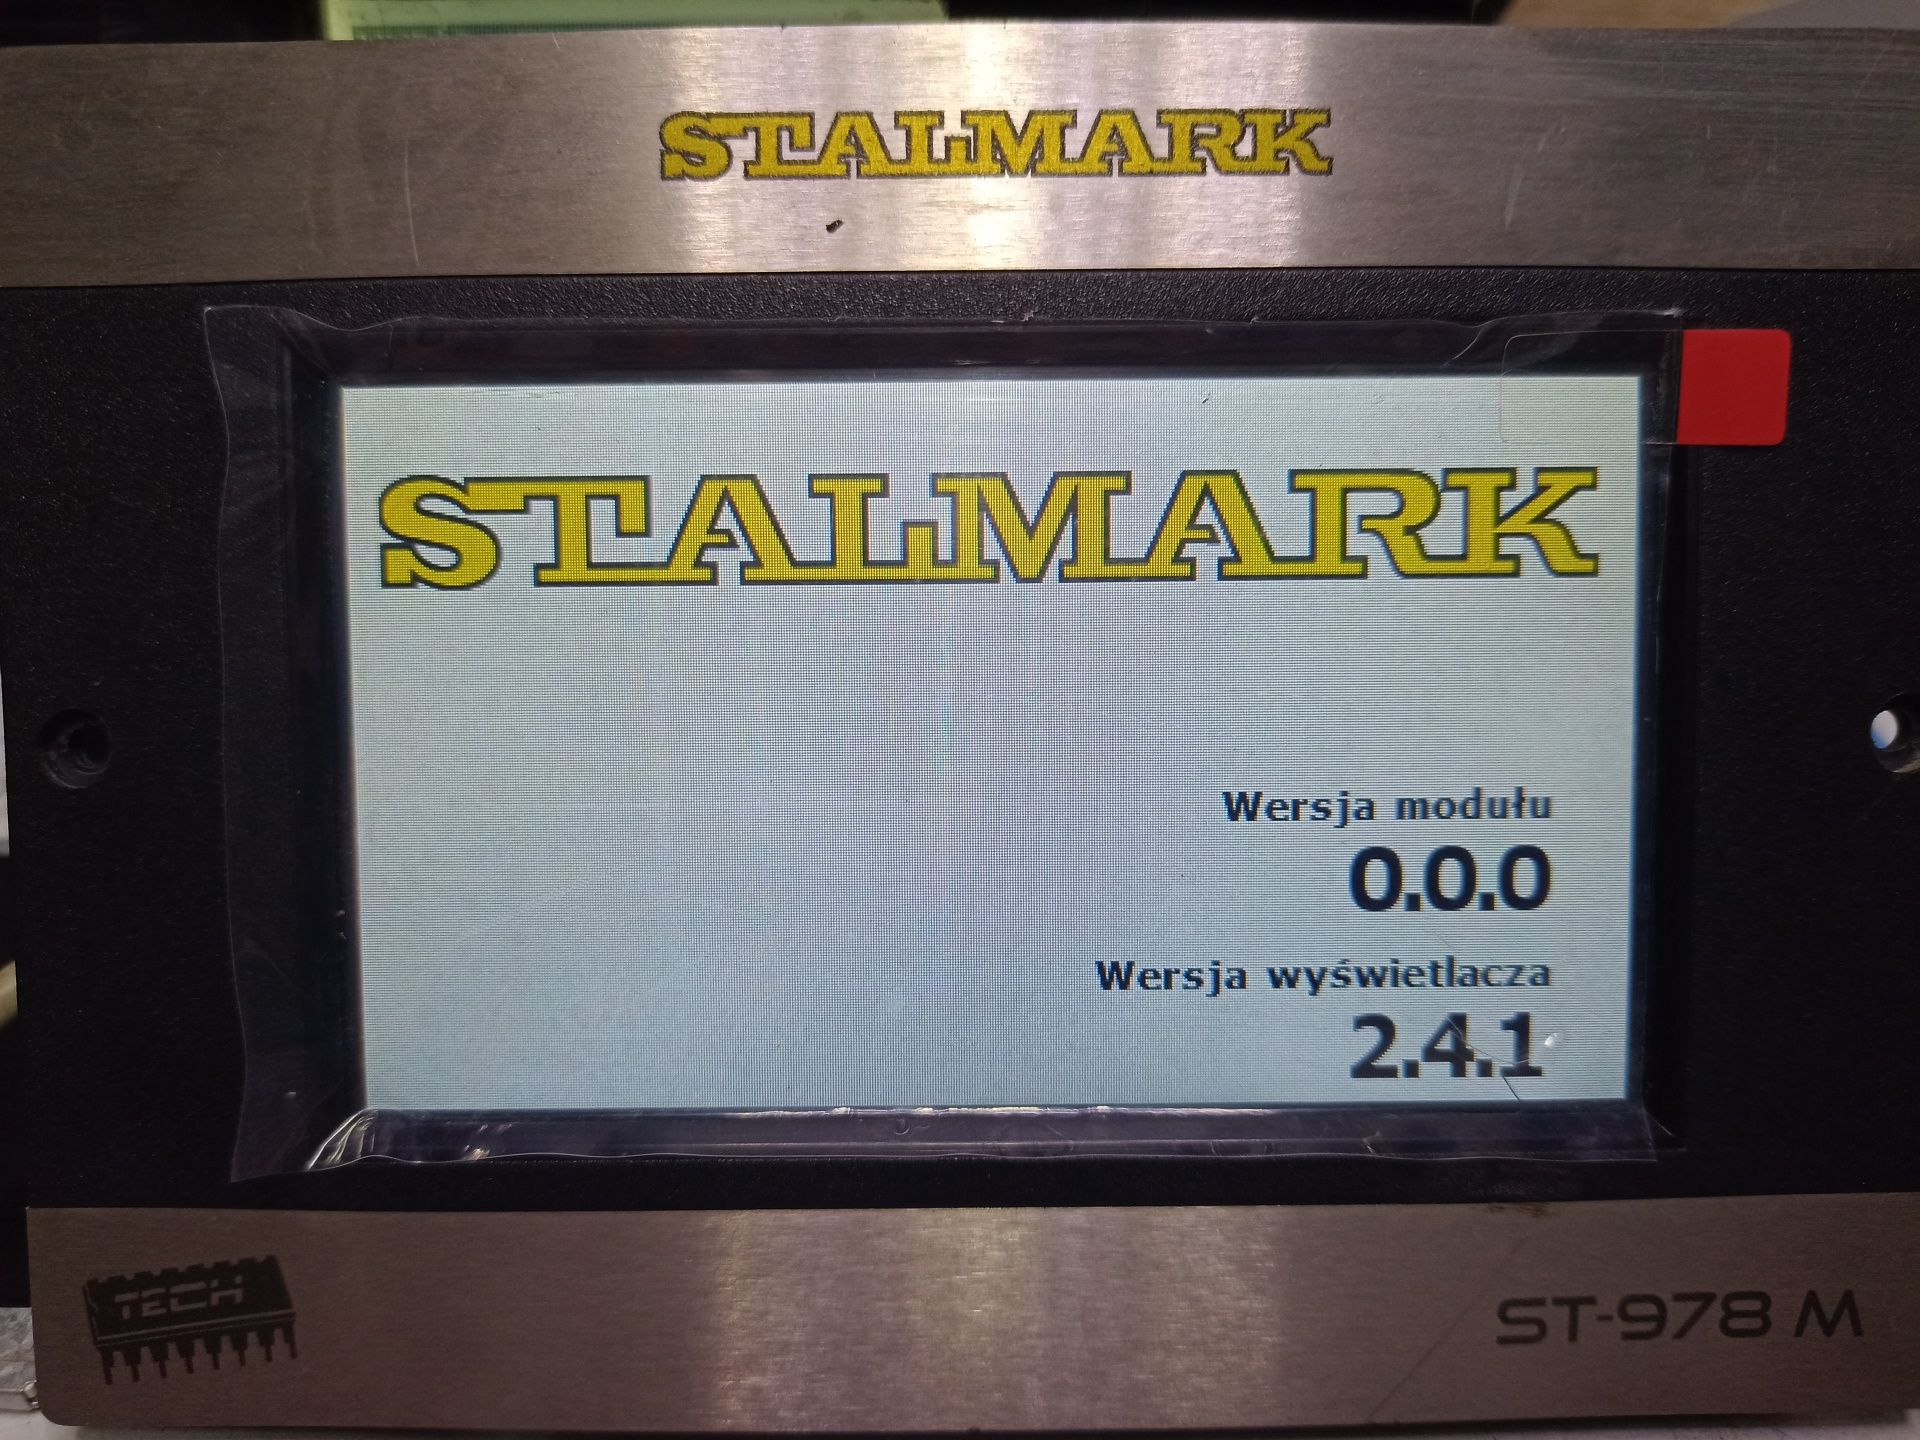 STALMARK
STALMARK
Wersja modułu
0.0.0
Wersja wyświetlacza
2.4.1
TECH
ST-978 M